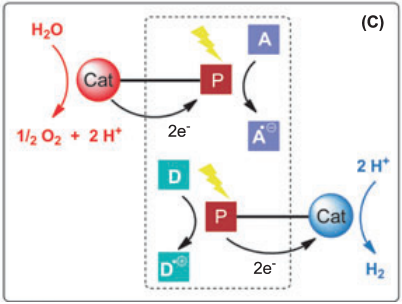 (C)
H₂O
A
Cat
P
1/2 O₂ + 2 H⁺
2e⁻
A•⊖
D
2 H⁺
P
Cat
D•⊕
2e⁻
H₂